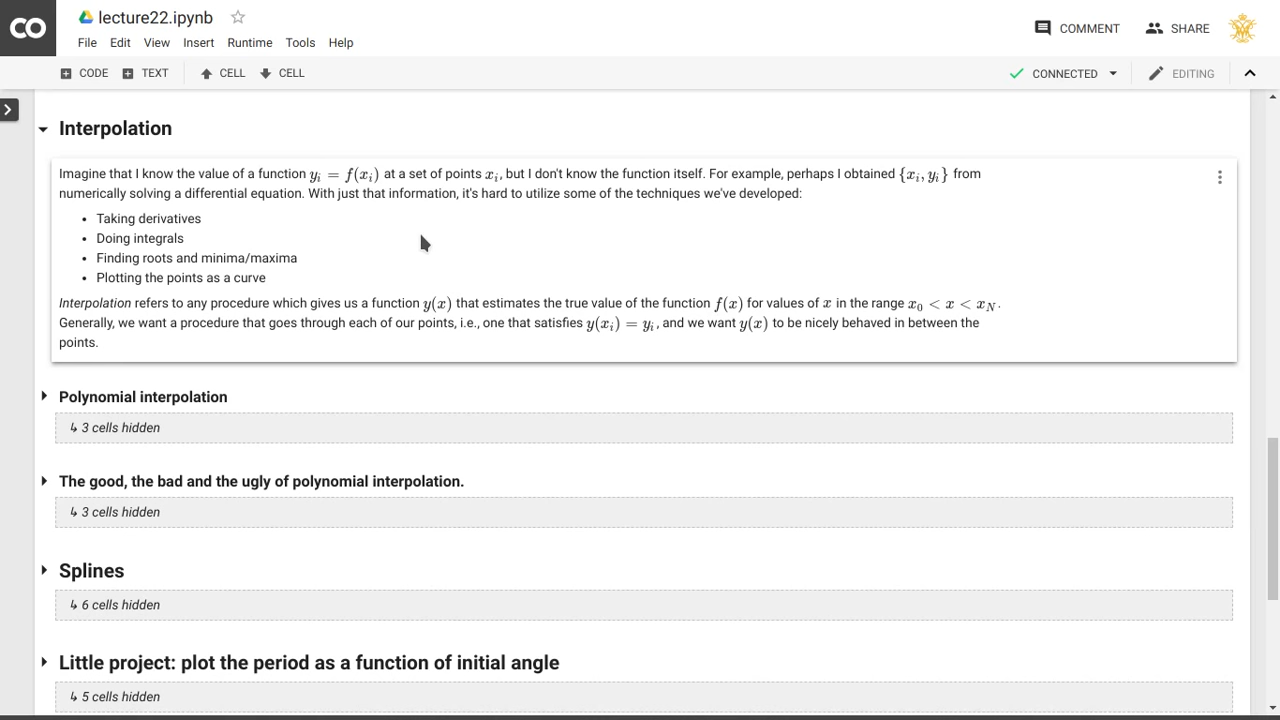 CO
lecture22.ipynb
File Edit View Insert Runtime Tools Help
COMMENT SHARE
CODE TEXT CELL CELL CONNECTED EDITING
Interpolation
Imagine that I know the value of a function yᵢ = f(xᵢ) at a set of points xᵢ, but I don't know the function itself. For example, perhaps I obtained {xᵢ, yᵢ} from
numerically solving a differential equation. With just that information, it's hard to utilize some of the techniques we've developed:
• Taking derivatives
• Doing integrals
• Finding roots and minima/maxima
• Plotting the points as a curve
Interpolation refers to any procedure which gives us a function y(x) that estimates the true value of the function f(x) for values of x in the range x₀ < x < x_N.
Generally, we want a procedure that goes through each of our points, i.e., one that satisfies y(xᵢ) = yᵢ, and we want y(x) to be nicely behaved in between the
points.
Polynomial interpolation
↳ 3 cells hidden
The good, the bad and the ugly of polynomial interpolation.
↳ 3 cells hidden
Splines
↳ 6 cells hidden
Little project: plot the period as a function of initial angle
↳ 5 cells hidden